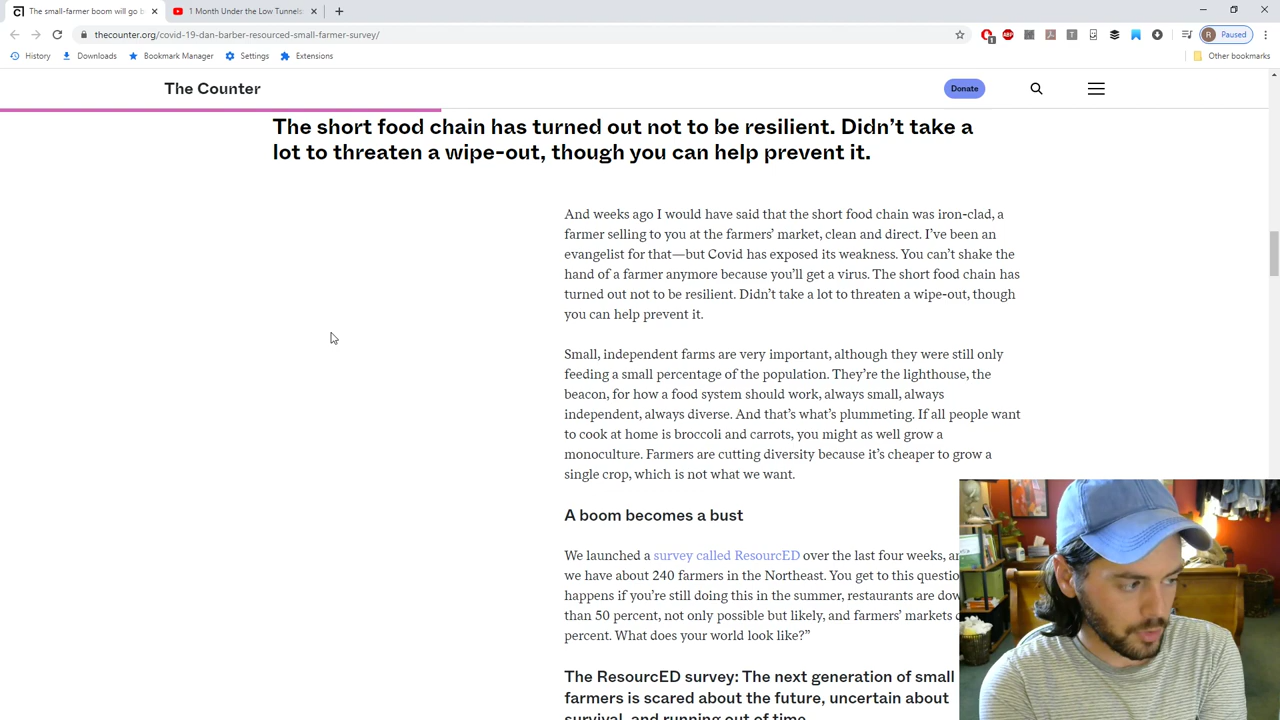 The small-farmer boom will go b
1 Month Under the Low Tunnels
thecounter.org/covid-19-dan-barber-resourced-small-farmer-survey/
Paused
History
Downloads
Bookmark Manager
Settings
Extensions
Other bookmarks
The Counter
Donate
The short food chain has turned out not to be resilient. Didn’t take a
lot to threaten a wipe-out, though you can help prevent it.
And weeks ago I would have said that the short food chain was iron-clad, a
farmer selling to you at the farmers’ market, clean and direct. I’ve been an
evangelist for that—but Covid has exposed its weakness. You can’t shake the
hand of a farmer anymore because you’ll get a virus. The short food chain has
turned out not to be resilient. Didn’t take a lot to threaten a wipe-out, though
you can help prevent it.
Small, independent farms are very important, although they were still only
feeding a small percentage of the population. They’re the lighthouse, the
beacon, for how a food system should work, always small, always
independent, always diverse. And that’s what’s plummeting. If all people want
to cook at home is broccoli and carrots, you might as well grow a
monoculture. Farmers are cutting diversity because it’s cheaper to grow a
single crop, which is not what we want.
A boom becomes a bust
We launched a survey called ResourcED over the last four weeks, a
we have about 240 farmers in the Northeast. You get to this questio
happens if you’re still doing this in the summer, restaurants are dow
than 50 percent, not only possible but likely, and farmers’ markets
percent. What does your world look like?”
The ResourcED survey: The next generation of small
farmers is scared about the future, uncertain about
survival, and running out of time